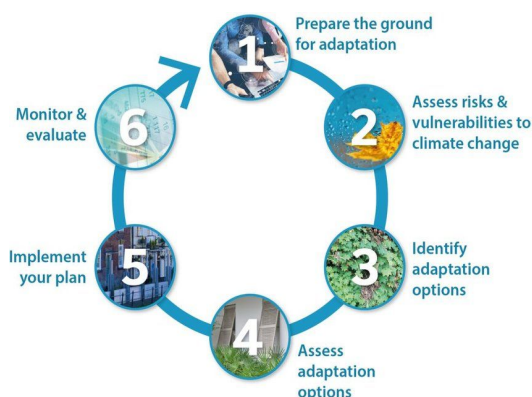 1
Prepare the ground
for adaptation
2
Assess risks &
vulnerabilities to
climate change
3
Identify
adaptation
options
4
Assess
adaptation
options
5
Implement
your plan
6
Monitor &
evaluate